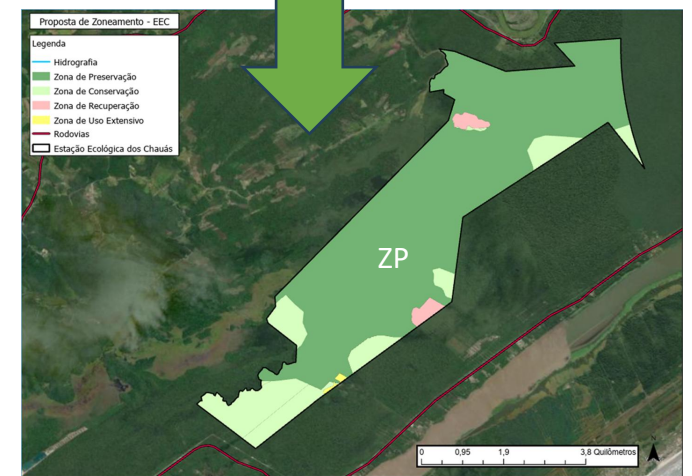 Proposta de Zoneamento - EEC
Legenda
Hidrografia
Zona de Preservação
Zona de Conservação
Zona de Recuperação
Zona de Uso Extensivo
Rodovias
Estação Ecológica dos Chauás
ZP
N
0 0,95 1,9 3,8 Quilômetros